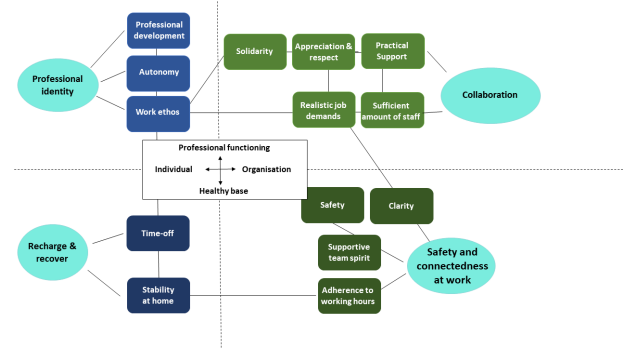 Professional
development
Autonomy
Work ethos
Professional
identity
Solidarity
Appreciation &
respect
Practical
Support
Realistic job
demands
Sufficient
amount of staff
Collaboration
Professional functioning
Individual
Organisation
Healthy base
Time-off
Stability
at home
Recharge &
recover
Safety
Clarity
Supportive
team spirit
Adherence to
working hours
Safety and
connectedness
at work